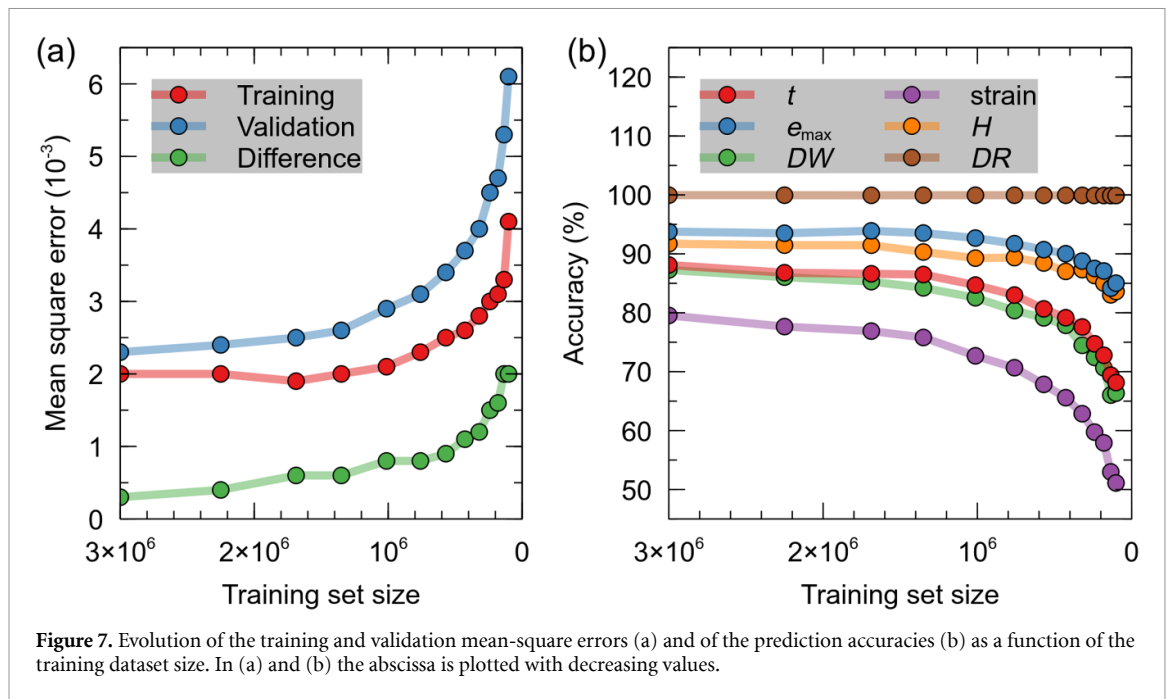 (a)
6
5
4
3
2
1
0
Mean square error (10⁻³)
Training
Validation
Difference
3×10⁶
2×10⁶
10⁶
0
Training set size
(b)
120
110
100
90
80
70
60
50
Accuracy (%)
t
e_max
DW
strain
H
DR
3×10⁶
2×10⁶
10⁶
0
Training set size
Figure 7. Evolution of the training and validation mean-square errors (a) and of the prediction accuracies (b) as a function of the
training dataset size. In (a) and (b) the abscissa is plotted with decreasing values.